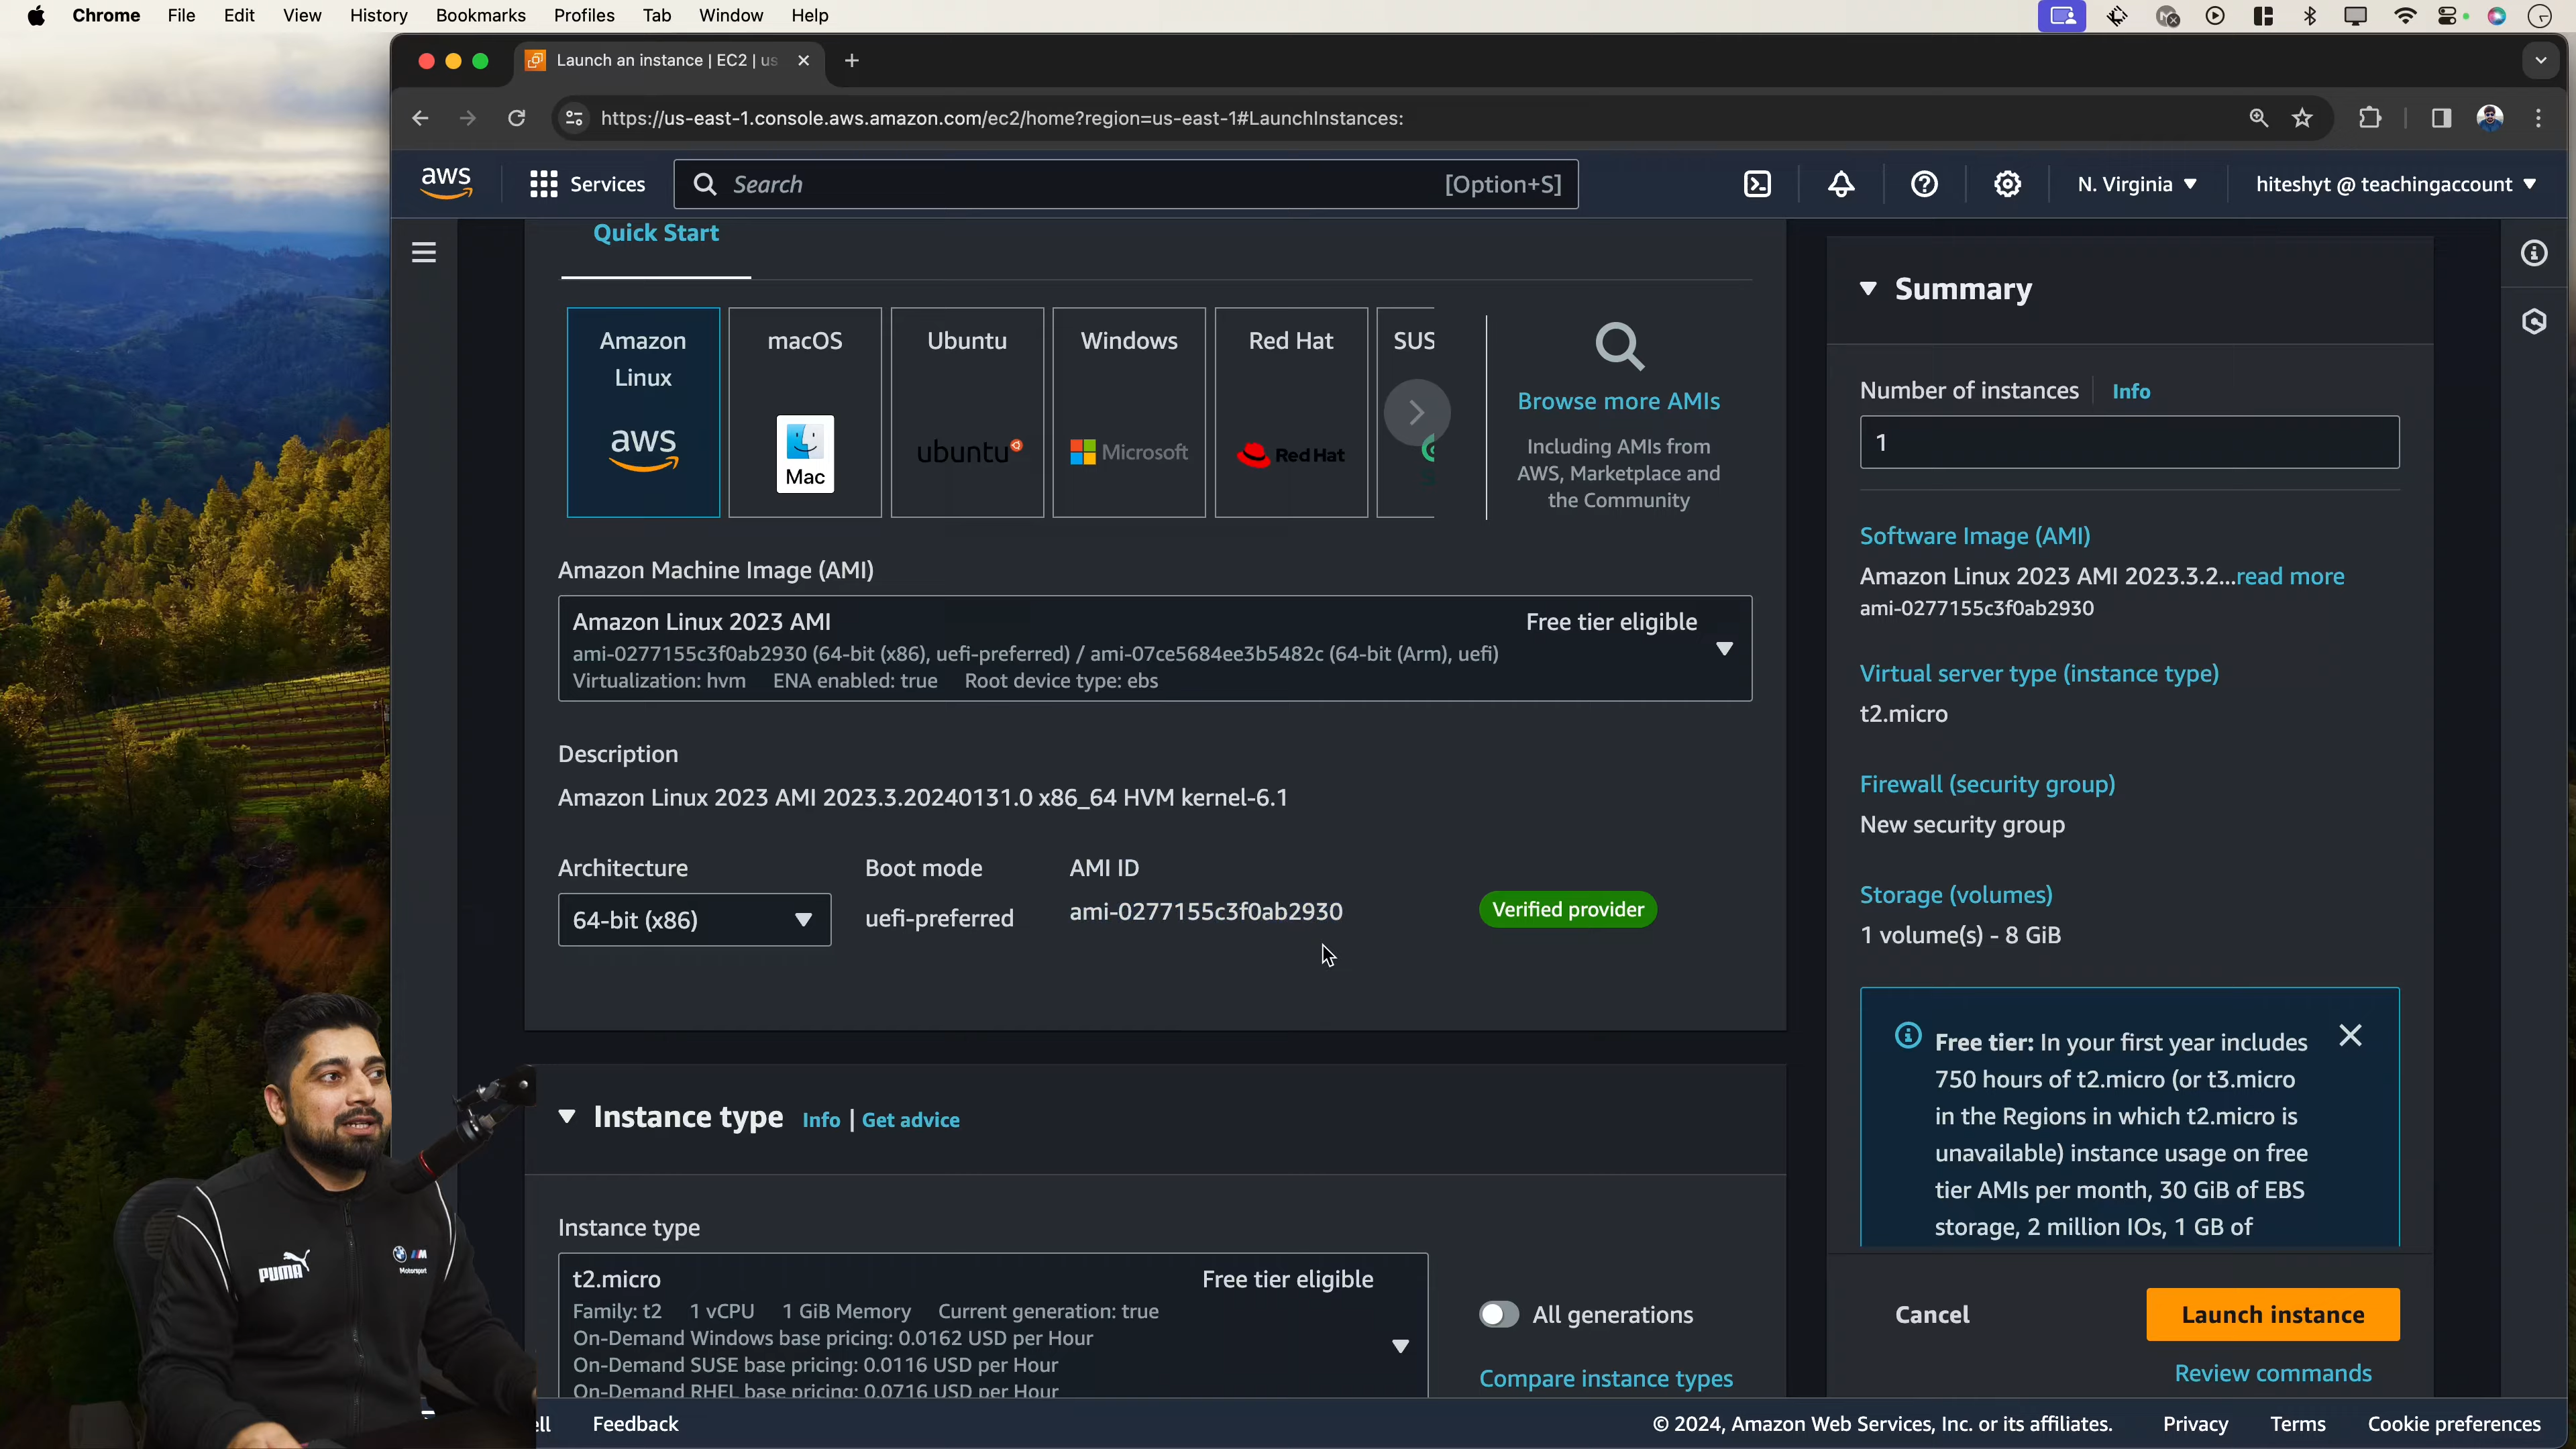 Chrome File Edit View History Bookmarks Profiles Tab Window Help
Launch an instance | EC2 | us
https://us-east-1.console.aws.amazon.com/ec2/home?region=us-east-1#LaunchInstances:
aws Services Search [Option+S] N. Virginia hiteshyt @ teachingaccount
Quick Start
Amazon Linux
aws
macOS
Mac
Ubuntu
ubuntu
Windows
Microsoft
Red Hat
Red Hat
SUS
Browse more AMIs
Including AMIs from
AWS, Marketplace and
the Community
Amazon Machine Image (AMI)
Amazon Linux 2023 AMI Free tier eligible
ami-0277155c3f0ab2930 (64-bit (x86), uefi-preferred) / ami-07ce5684ee3b5482c (64-bit (Arm), uefi)
Virtualization: hvm ENA enabled: true Root device type: ebs
Description
Amazon Linux 2023 AMI 2023.3.20240131.0 x86_64 HVM kernel-6.1
Architecture Boot mode AMI ID
64-bit (x86) uefi-preferred ami-0277155c3f0ab2930 Verified provider
Instance type Info | Get advice
Instance type
t2.micro Free tier eligible
Family: t2 1 vCPU 1 GiB Memory Current generation: true
On-Demand Windows base pricing: 0.0162 USD per Hour
On-Demand SUSE base pricing: 0.0116 USD per Hour
On-Demand RHEL base pricing: 0.0716 USD per Hour
All generations
Compare instance types
Summary
Number of instances Info
1
Software Image (AMI)
Amazon Linux 2023 AMI 2023.3.2...read more
ami-0277155c3f0ab2930
Virtual server type (instance type)
t2.micro
Firewall (security group)
New security group
Storage (volumes)
1 volume(s) - 8 GiB
Free tier: In your first year includes
750 hours of t2.micro (or t3.micro
in the Regions in which t2.micro is
unavailable) instance usage on free
tier AMIs per month, 30 GiB of EBS
storage, 2 million IOs, 1 GB of
Cancel Launch instance
Review commands
PUMA
Motorsport
ell Feedback © 2024, Amazon Web Services, Inc. or its affiliates. Privacy Terms Cookie preferences